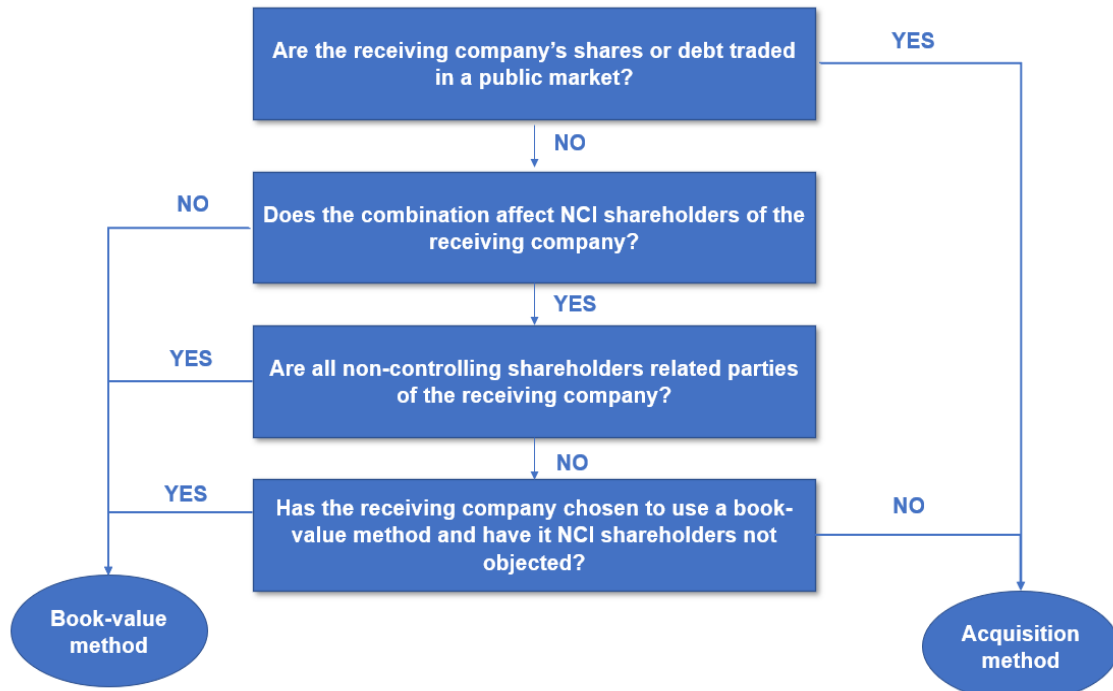 Are the receiving company's shares or debt traded
in a public market?
YES
NO
NO
Does the combination affect NCI shareholders of the
receiving company?
YES
YES
Are all non-controlling shareholders related parties
of the receiving company?
NO
YES
Has the receiving company chosen to use a book-
value method and have it NCI shareholders not
objected?
NO
Book-value
method
Acquisition
method